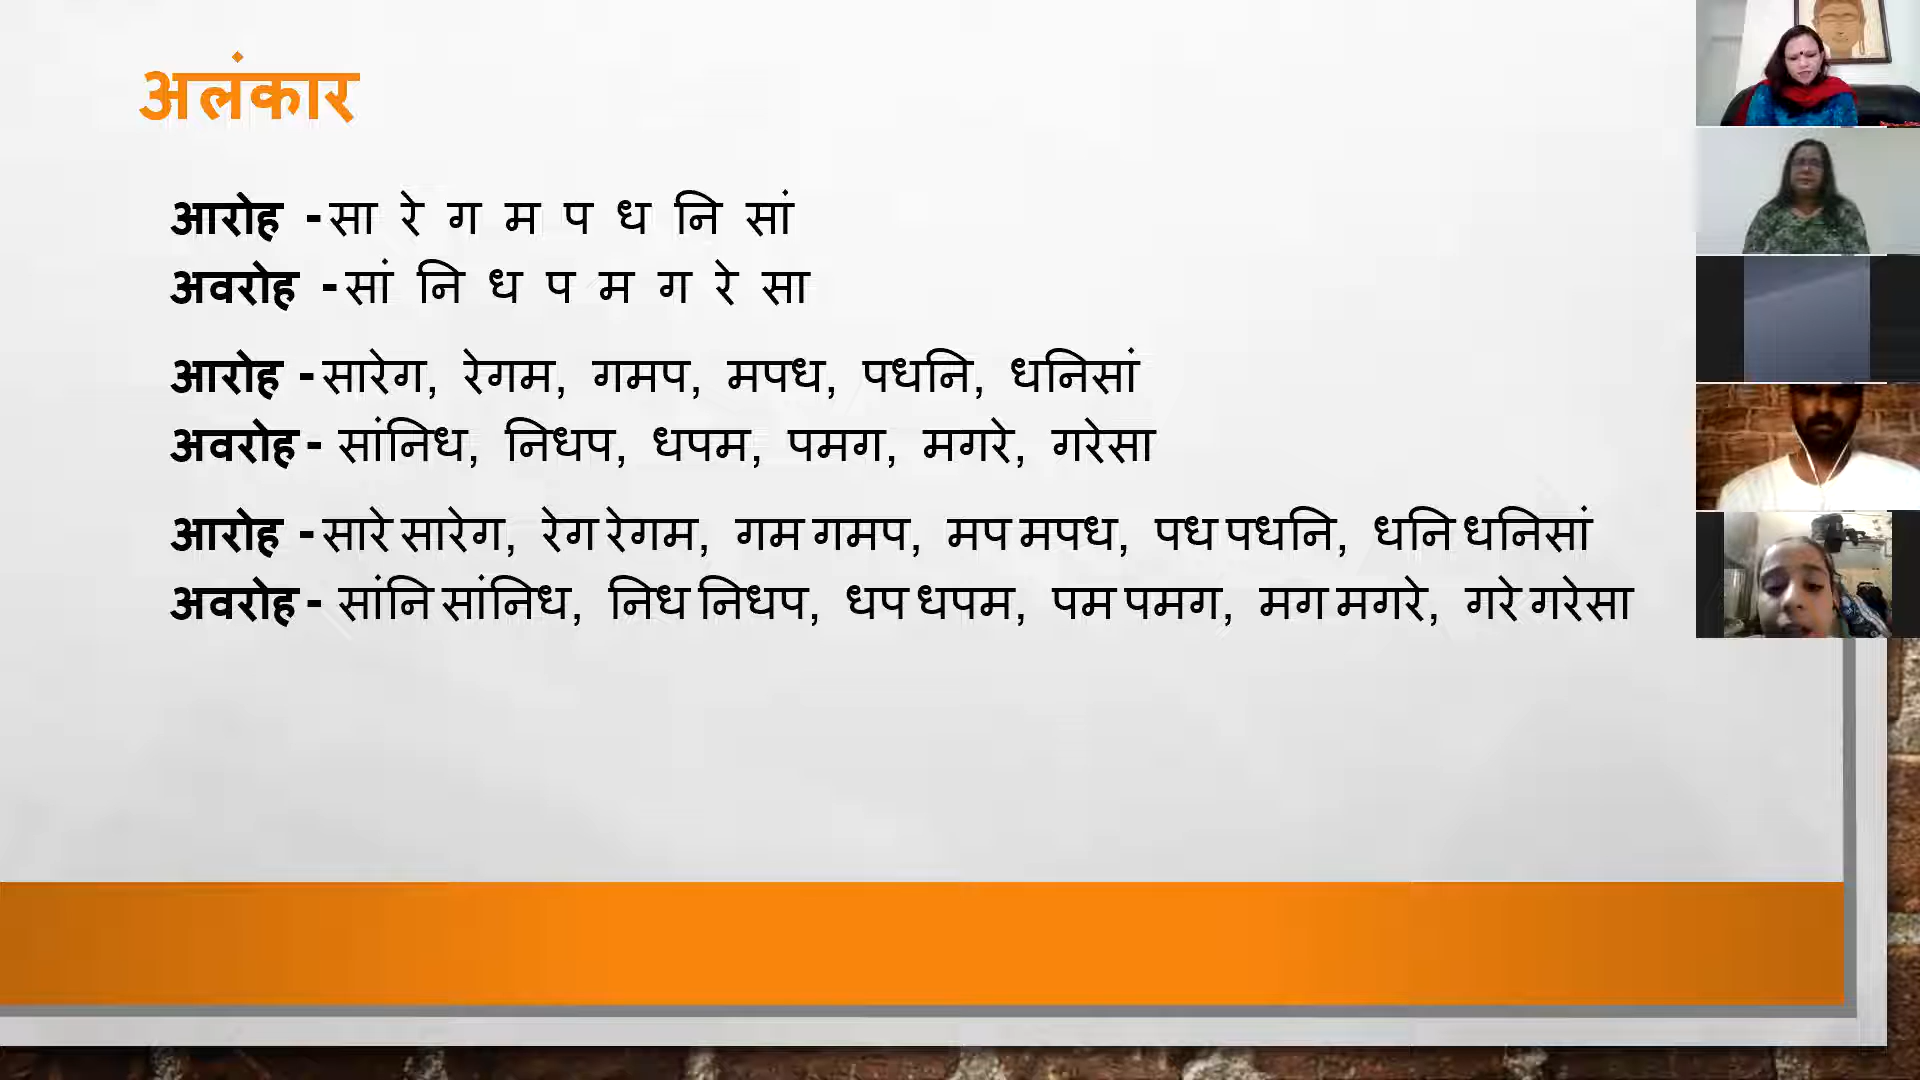 अलंकार
आरोह - सा रे ग म प ध नि सां
अवरोह - सां नि ध प म ग रे सा
आरोह - सारेग, रेगम, गमप, मपध, पधनि, धनिसां
अवरोह - सांनिध, निधप, धपम, पमग, मगरे, गरेसा
आरोह - सारे सारेग, रेग रेगम, गम गमप, मप मपध, पध पधनि, धनि धनिसां
अवरोह - सांनि सांनिध, निध निधप, धप धपम, पम पमग, मग मगरे, गरे गरेसा